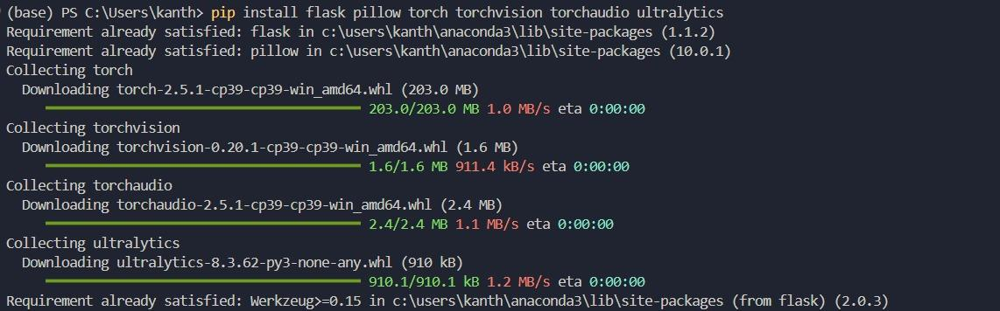 (base) PS C:\Users\kanth> pip install flask pillow torch torchvision torchaudio ultralytics
Requirement already satisfied: flask in c:\users\kanth\anaconda3\lib\site-packages (1.1.2)
Requirement already satisfied: pillow in c:\users\kanth\anaconda3\lib\site-packages (10.0.1)
Collecting torch
  Downloading torch-2.5.1-cp39-cp39-win_amd64.whl (203.0 MB)
203.0/203.0 MB 1.0 MB/s eta 0:00:00
Collecting torchvision
  Downloading torchvision-0.20.1-cp39-cp39-win_amd64.whl (1.6 MB)
1.6/1.6 MB 911.4 kB/s eta 0:00:00
Collecting torchaudio
  Downloading torchaudio-2.5.1-cp39-cp39-win_amd64.whl (2.4 MB)
2.4/2.4 MB 1.1 MB/s eta 0:00:00
Collecting ultralytics
  Downloading ultralytics-8.3.62-py3-none-any.whl (910 kB)
910.1/910.1 kB 1.2 MB/s eta 0:00:00
Requirement already satisfied: Werkzeug>=0.15 in c:\users\kanth\anaconda3\lib\site-packages (from flask) (2.0.3)